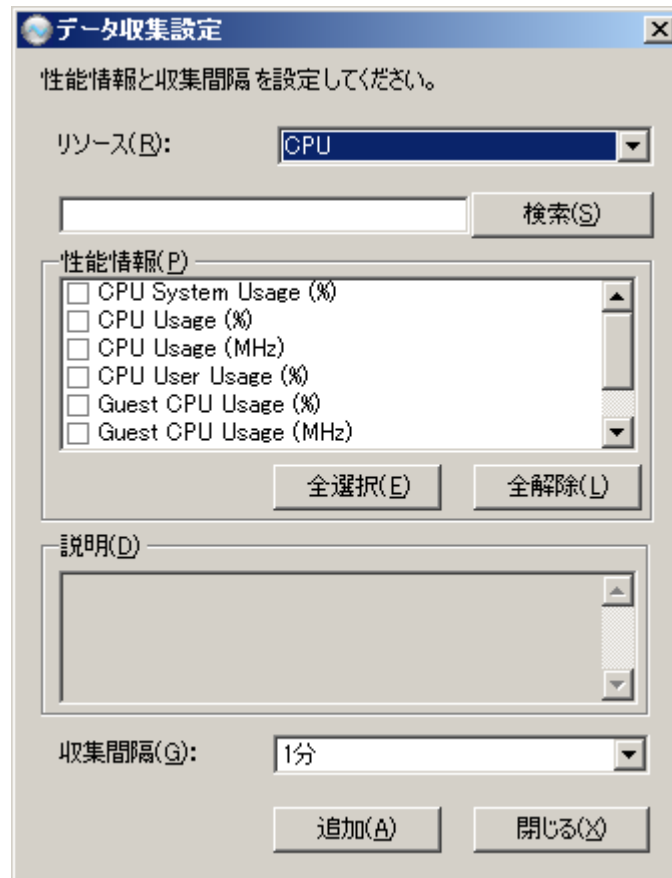 データ収集設定
性能情報と収集間隔を設定してください。
リソース(R):
CPU
検索(S)
性能情報(P)
CPU System Usage (%)
CPU Usage (%)
CPU Usage (MHz)
CPU User Usage (%)
Guest CPU Usage (%)
Guest CPU Usage (MHz)
全選択(E) 全解除(L)
説明(D)
収集間隔(G):
1分
追加(A) 閉じる(X)